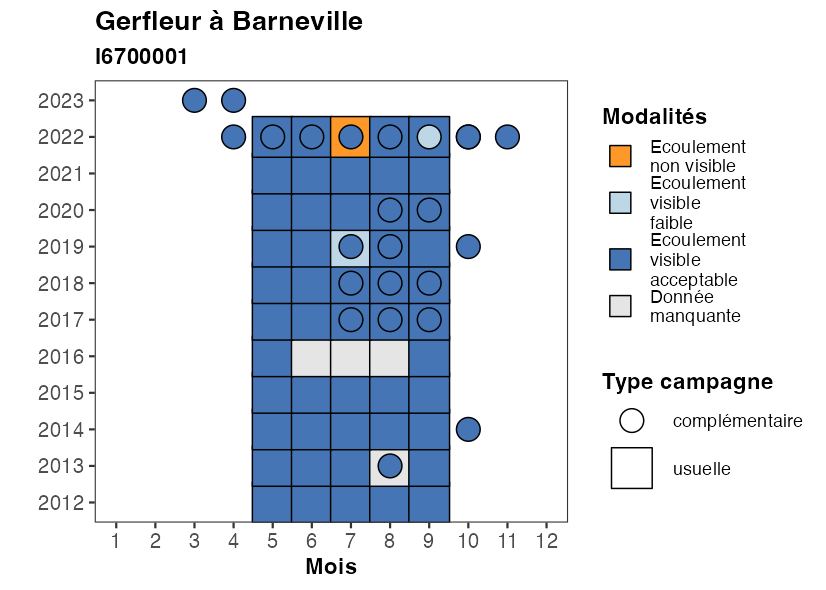 Gerfleur à Barneville
I6700001
2023
2022
2021
2020
2019
2018
2017
2016
2015
2014
2013
2012
1 2 3 4 5 6 7 8 9 10 11 12
Mois
Modalités
Ecoulement
non visible
Ecoulement
visible
faible
Ecoulement
visible
acceptable
Donnée
manquante
Type campagne
complémentaire
usuelle